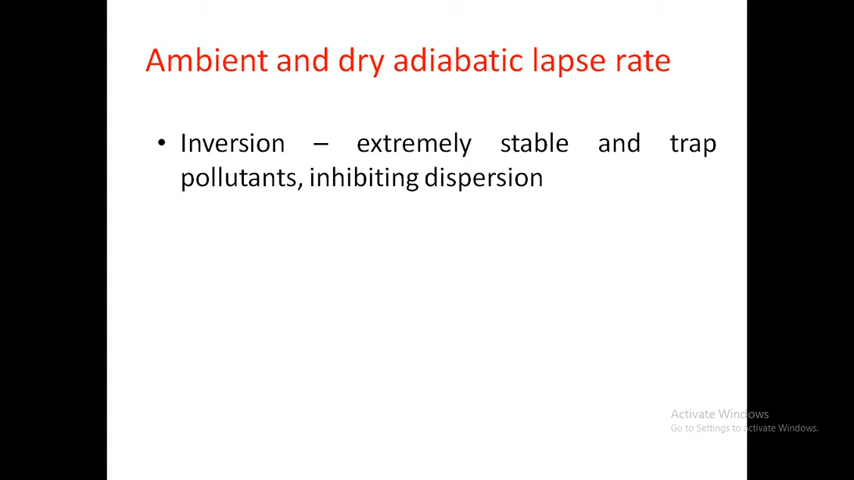 Ambient and dry adiabatic lapse rate
• Inversion – extremely stable and trap
pollutants, inhibiting dispersion
Activate Windows
Go to Settings to activate Windows.